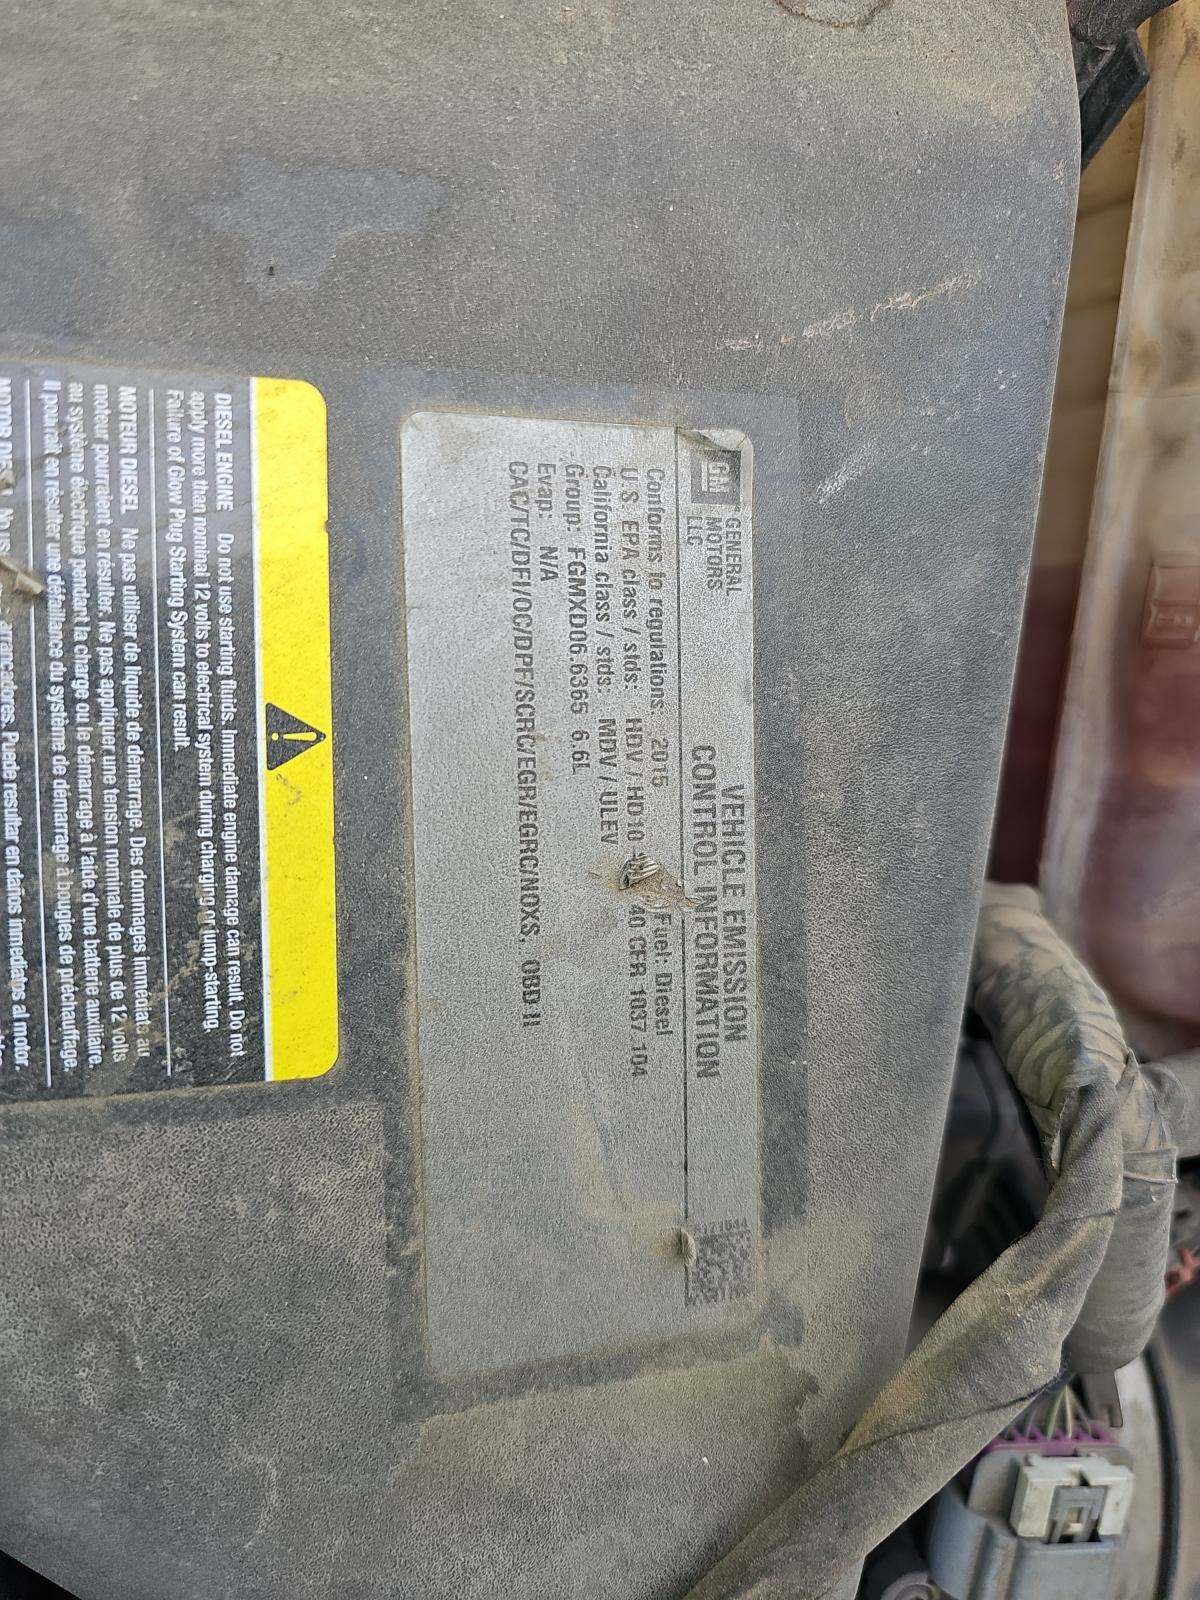 GM
GENERAL
MOTORS
LLC
VEHICLE EMISSION
CONTROL INFORMATION
Conforms to regulations: 2015 Fuel: Diesel
U.S. EPA class / stds: HDV / HD10 40 CFR 1037.104
California class / stds: MDV / ULEV
Group: FGMXD06.6365 6.6L
Evap: N/A
CAC/TC/DFI/OC/DPF/SCRC/EGR/EGRC/NOXS, OBD II
DIESEL ENGINE Do not use starting fluids. Immediate engine damage can result. Do not
apply more than nominal 12 volts to electrical system during charging or jump-starting.
Failure of Glow Plug Starting System can result.
MOTEUR DIESEL Ne pas utiliser de liquide de démarrage. Des dommages immédiats au
moteur pourraient en résulter. Ne pas appliquer une tension nominale de plus de 12 volts
au système électrique pendant la charge ou le démarrage à l'aide d'une batterie auxiliaire.
Il pourrait en résulter une défaillance du système de démarrage à bougies de préchauffage.
MOTOR Puede resultar en daños inmediatos al motor.